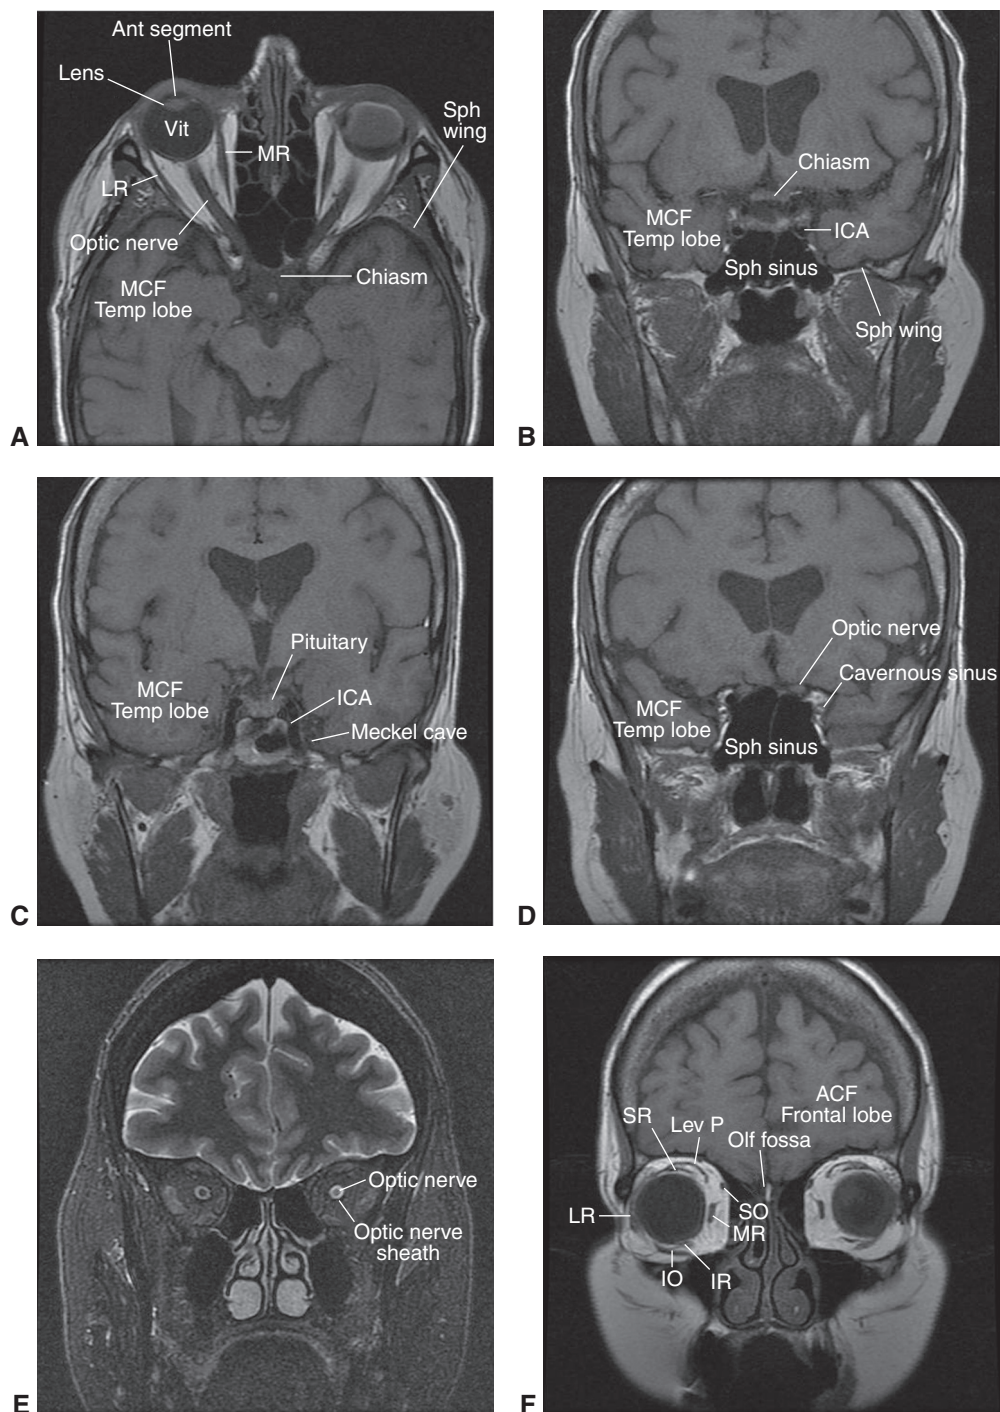 Ant segment
Lens
Vit
Sph
wing
MR
LR
Optic nerve
Chiasm
MCF
Temp lobe
A
Chiasm
MCF
Temp lobe
ICA
Sph sinus
Sph wing
B
Pituitary
MCF
Temp lobe
ICA
Meckel cave
C
Optic nerve
Cavernous sinus
MCF
Temp lobe
Sph sinus
D
Optic nerve
Optic nerve
sheath
E
ACF
Frontal lobe
SR
Lev P
Olf fossa
LR
SO
MR
IO
IR
F